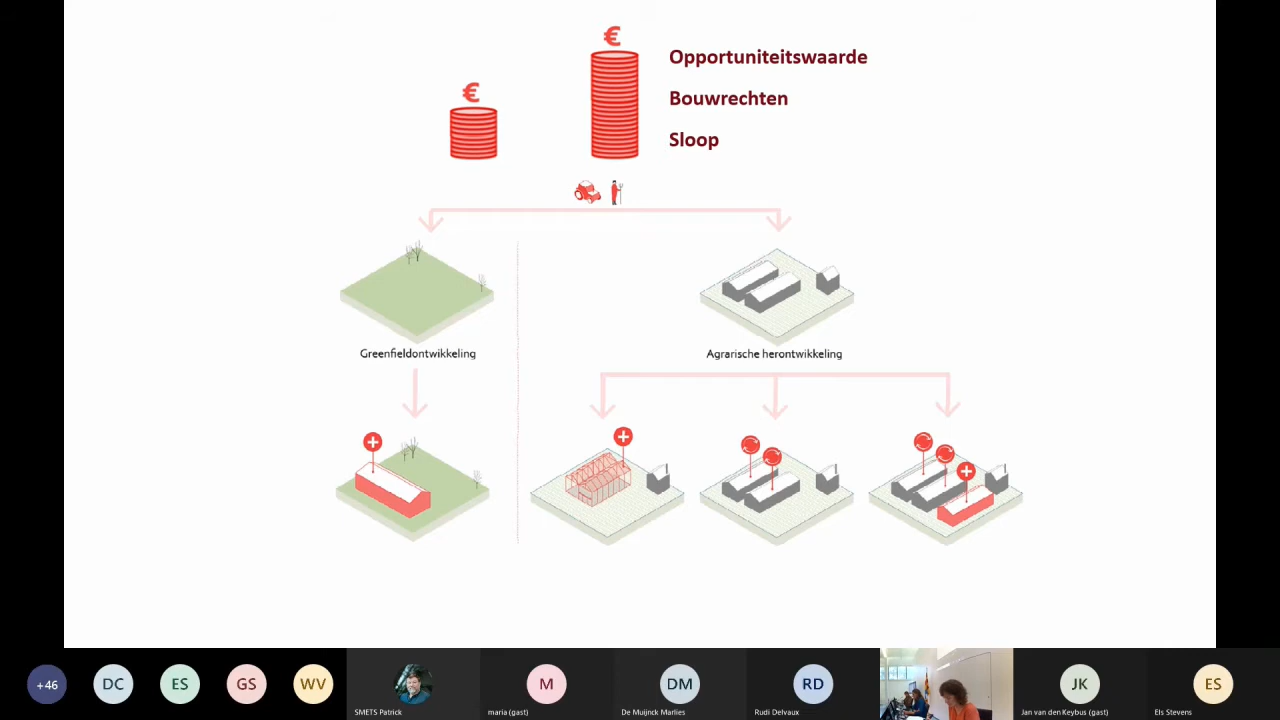 €
€
Opportuniteitswaarde
Bouwrechten
Sloop
Greenfieldontwikkeling
Agrarische herontwikkeling
+46
DC
ES
GS
WV
SMETS Patrick
M
maria (gast)
DM
De Muijnck Marlies
RD
Rudi Delvaux
JK
Jan van den Keybus (gast)
ES
Els Stevens